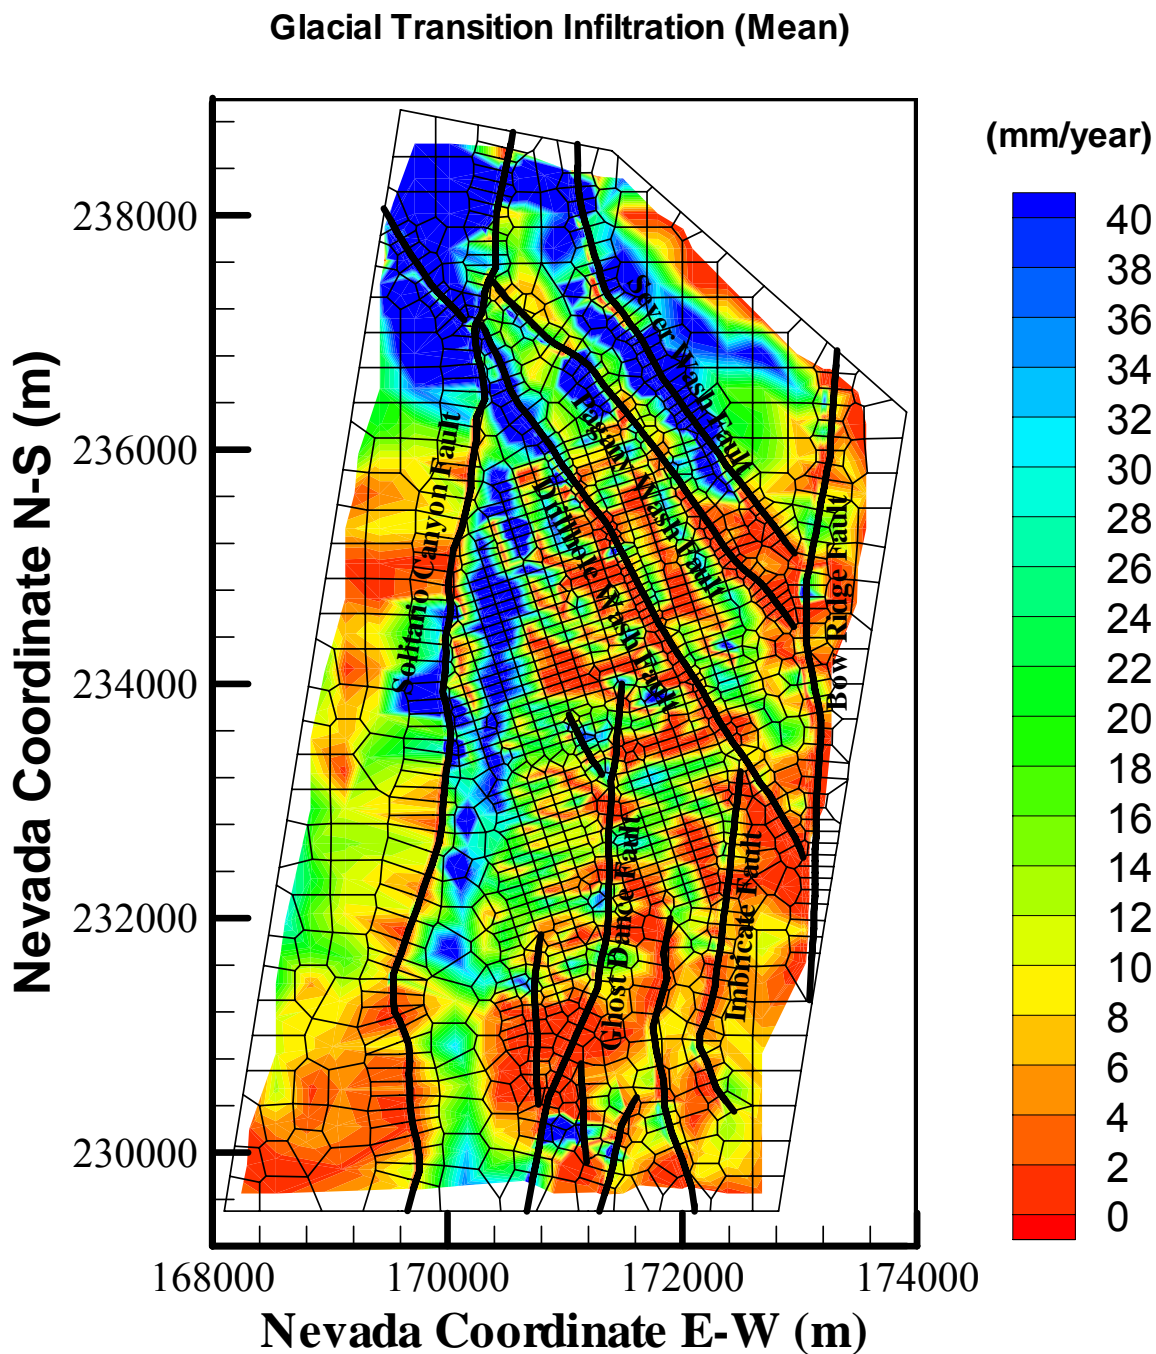 Glacial Transition Infiltration (Mean)
(mm/year)
40
38
36
34
32
30
28
26
24
22
20
18
16
14
12
10
8
6
4
2
0
Nevada Coordinate N-S (m)
238000
236000
234000
232000
230000
Sever Wash Fault
Pagany Wash Fault
Drillhole Wash Fault
Solitario Canyon Fault
Bow Ridge Fault
Ghost Dance Fault
Imbricate Fault
168000
170000
172000
174000
Nevada Coordinate E-W (m)